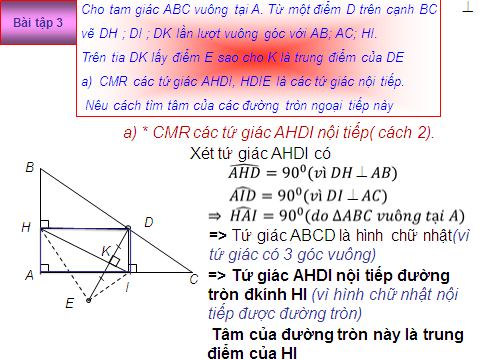 Bài tập 3
Cho tam giác ABC vuông tại A. Từ một điểm D trên cạnh BC
vẽ DH ; DI ; DK lần lượt vuông góc với AB; AC; HI.
Trên tia DK lấy điểm E sao cho K là trung điểm của DE
a) CMR các tứ giác AHDI, HDIE là các tứ giác nội tiếp.
Nêu cách tìm tâm của các đường tròn ngoại tiếp này
⊥
a) * CMR các tứ giác AHDI nội tiếp( cách 2).
Xét tứ giác AHDI có
\widehat{AHD} = 90⁰(vì DH ⊥ AB)
\widehat{AID} = 90⁰(vì DI ⊥ AC)
⇒ \widehat{HAI} = 90⁰(do ΔABC vuông tại A)
=> Tứ giác ABCD là hình chữ nhật(vì
tứ giác có 3 góc vuông)
=> Tứ giác AHDI nội tiếp đường
tròn đkính HI (vì hình chữ nhật nội
tiếp được đường tròn)
Tâm của đường tròn này là trung
điểm của HI
B
H
D
K
A
I
C
E